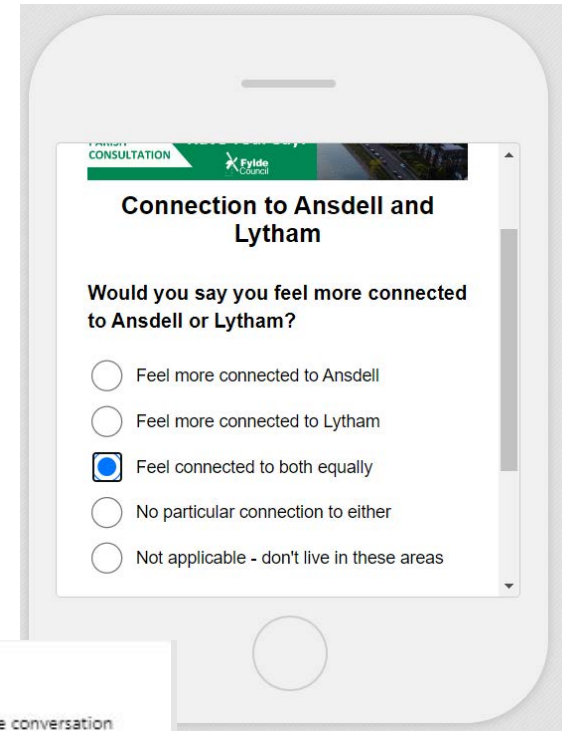 CONSULTATION
Fylde
Council
Connection to Ansdell and
Lytham
Would you say you feel more connected
to Ansdell or Lytham?
Feel more connected to Ansdell
Feel more connected to Lytham
Feel connected to both equally
No particular connection to either
Not applicable - don't live in these areas
conversation